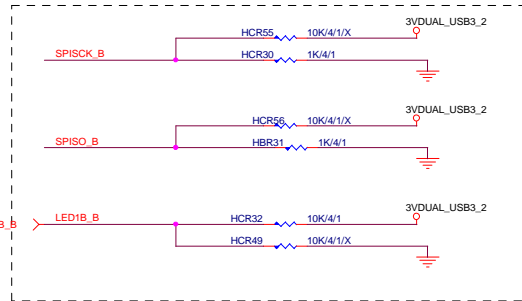 3VDUAL_USB3_2
HCR55 10K/4/1/X
SPISCK_B HCR30 1K/4/1
3VDUAL_USB3_2
HCR56 10K/4/1/X
SPISO_B HBR31 1K/4/1
3VDUAL_USB3_2
B_B LED1B_B HCR32 10K/4/1
HCR49 10K/4/1/X